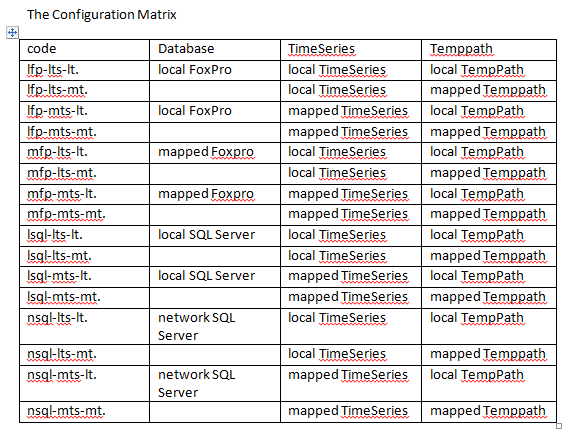 The Configuration Matrix
code Database TimeSeries Temppath
lfp-lts-lt. local FoxPro local TimeSeries local TempPath
lfp-lts-mt. local TimeSeries mapped Temppath
lfp-mts-lt. local FoxPro mapped TimeSeries local TempPath
lfp-mts-mt. mapped TimeSeries mapped Temppath
mfp-lts-lt. mapped Foxpro local TimeSeries local TempPath
mfp-lts-mt. local TimeSeries mapped Temppath
mfp-mts-lt. mapped Foxpro mapped TimeSeries local TempPath
mfp-mts-mt. mapped TimeSeries mapped Temppath
lsql-lts-lt. local SQL Server local TimeSeries local TempPath
lsql-lts-mt. local TimeSeries mapped Temppath
lsql-mts-lt. local SQL Server mapped TimeSeries local TempPath
lsql-mts-mt. mapped TimeSeries mapped Temppath
nsql-lts-lt. network SQL local TimeSeries local TempPath
Server
nsql-lts-mt. local TimeSeries mapped Temppath
nsql-mts-lt. network SQL mapped TimeSeries local TempPath
Server
nsql-mts-mt. mapped TimeSeries mapped Temppath